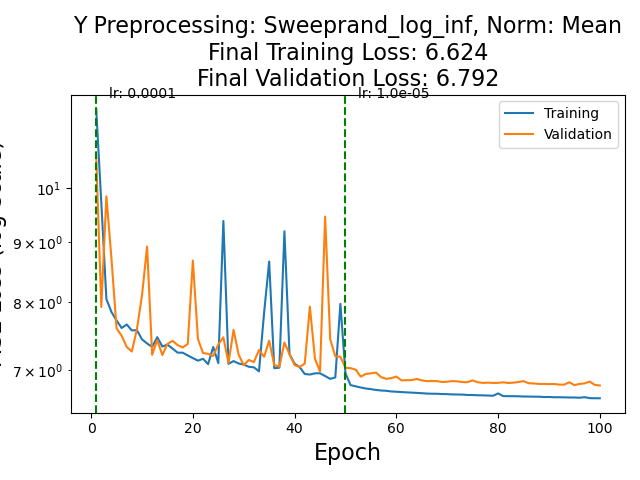 Y Preprocessing: Sweeprand_log_inf, Norm: Mean
Final Training Loss: 6.624
Final Validation Loss: 6.792
lr: 0.0001
lr: 1.0e-05
Training
Validation
10¹
9 × 10⁰
8 × 10⁰
7 × 10⁰
0
20
40
60
80
100
Epoch